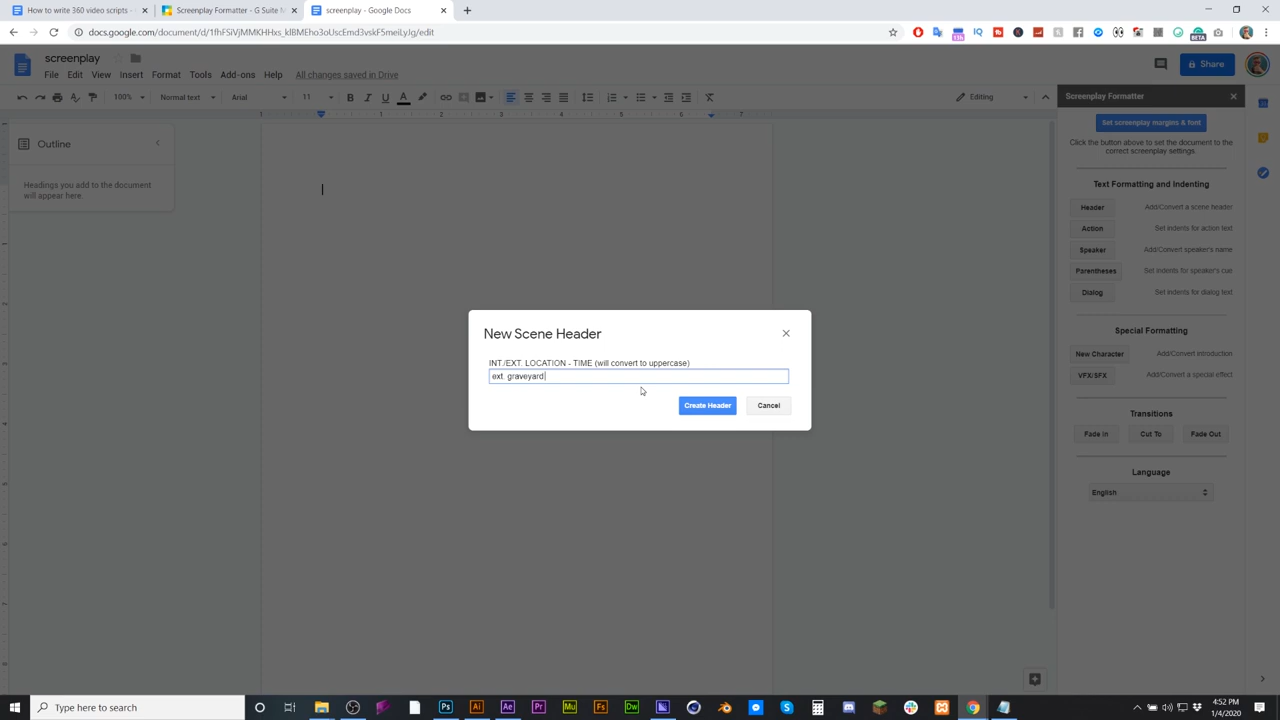 How to write 360 video scripts -
Screenplay Formatter - G Suite M
screenplay - Google Docs
docs.google.com/document/d/
screenplay
File Edit View Insert Format Tools Add-ons Help All changes saved in Drive
Share
100% Normal text Arial 11 Editing
Screenplay Formatter
Outline
Headings you add to the document
will appear here.
Set screenplay margins & font
Click the button above to set the document to the
correct screenplay settings.
Text Formatting and Indenting
Header Add/Convert a scene header
Action Set indents for action text
Speaker Add/Convert speaker's name
Parentheses Set indents for speaker's cue
Dialog Set indents for dialog text
Special Formatting
New Character Add/Convert introduction
VFX/SFX Add/Convert a special effect
Transitions
Fade In Cut To Fade Out
Language
English
New Scene Header
INT./EXT. LOCATION - TIME (will convert to uppercase)
ext. graveyard
Create Header Cancel
Type here to search
4:52 PM
1/4/2020